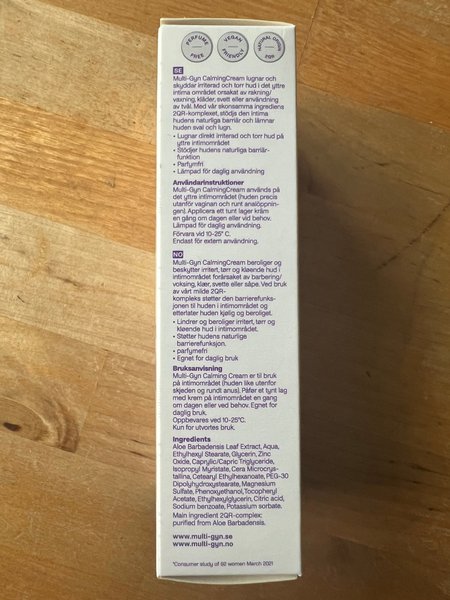 PERFUME FREE
VEGAN FRIENDLY
NATURAL ORIGIN
SE
Multi-Gyn CalmingCream lugnar och
skyddar irriterad och torr hud i det yttre
intima området orsakat av rakning/
vaxning, kläder, svett eller användning
av tvål. Med vår skonsamma ingrediens
2QR-komplexet, stödjs den intima
hudens naturliga barriär och lämnar
huden sval och lugn.
• Lugnar direkt irriterad och torr hud på
yttre intimområdet
• Stödjer hudens naturliga barriär-
funktion
• Parfymfri
• Lämpad för daglig användning
Användarinstruktioner
Multi-Gyn CalmingCream används på
det yttre intimområdet (huden precis
utanför vaginan och runt analöppnin-
gen). Applicera ett tunt lager kräm
en gång om dagen eller vid behov.
Lämpad för daglig användning.
Förvara vid 10-25° C.
Endast för extern användning.
NO
Multi-Gyn CalmingCream beroliger og
beskytter irritert, tørr og kløende hud i
intimområdet forårsaket av barbering/
voksing, klær, svette eller såpe. Ved bruk
av vårt milde 2QR-
kompleks støtter den barrierefunks-
jonen til huden i intimområdet og
etterlater huden kjølig og beroliget.
• Lindrer og beroliger irritert, tørr og
kløende hud i intimområdet.
• Støtter hudens naturlige
barrierefunksjon.
• parfymefri
• Egnet for daglig bruk
Bruksanvisning
Multi-Gyn Calming Cream er til bruk
på intimområdet (huden like utenfor
skjeden og rundt anus). Påfør et tynt lag
med krem på intimområdet en gang
om dagen eller ved behov. Egnet for
daglig bruk.
Oppbevares ved 10-25°C.
Kun for utvortes bruk.
Ingredients
Aloe Barbadensis Leaf Extract, Aqua,
Ethylhexyl Stearate, Glycerin, Zinc
Oxide, Caprylic/Capric Triglyceride,
Isopropyl Myristate, Cera Microcrys-
tallina, Cetearyl Ethylhexanoate, PEG-30
Dipolyhydroxystearate, Magnesium
Sulfate, Phenoxyethanol, Tocopheryl
Acetate, Ethylhexylglycerin, Citric acid,
Sodium benzoate, Potassium sorbate.
Main ingredient 2QR-complex:
purified from Aloe Barbadensis.
www.multi-gyn.se
www.multi-gyn.no
*Consumer study of 92 women March 2021